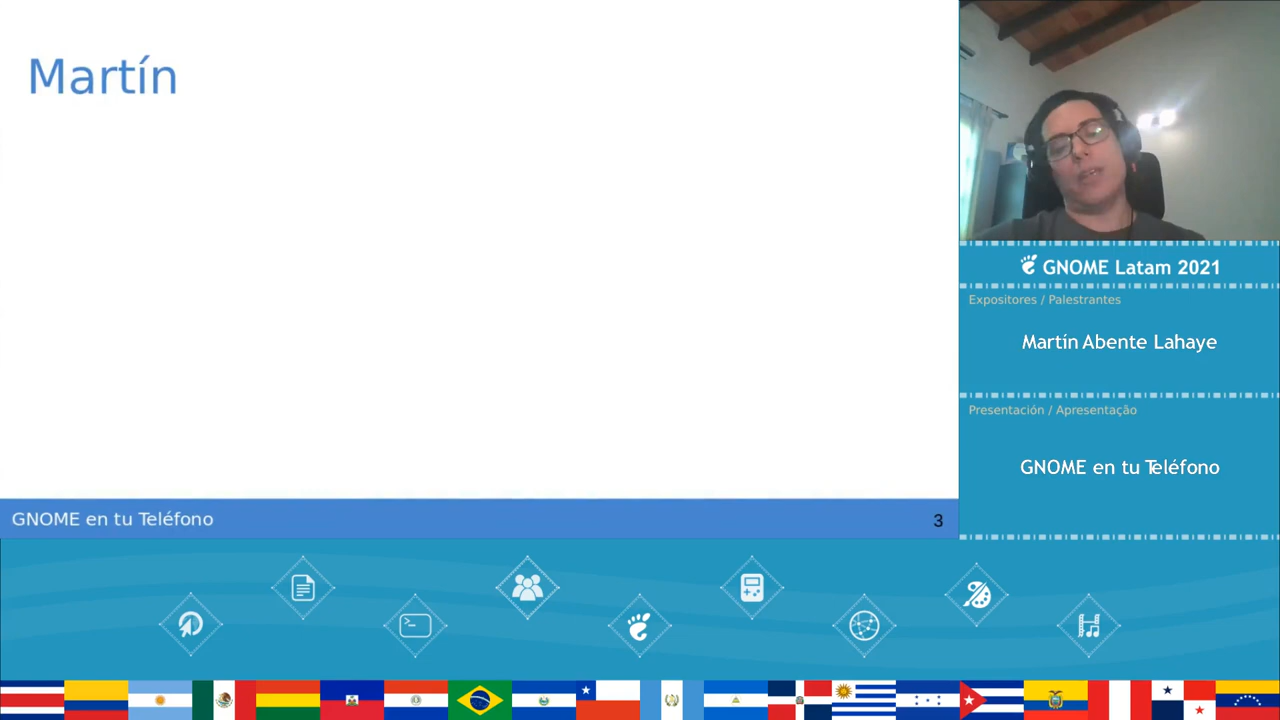 Martín
GNOME en tu Teléfono
3
GNOME Latam 2021
Expositores / Palestrantes
Martín Abente Lahaye
Presentación / Apresentação
GNOME en tu Teléfono